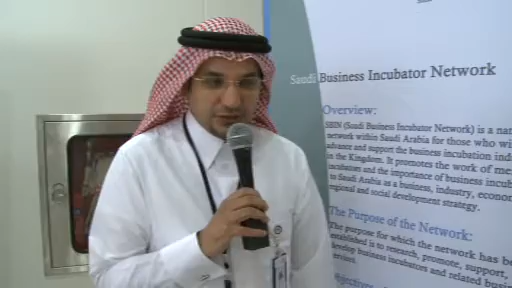 Saudi Business Incubator Network
Overview:
SBIN (Saudi Business Incubator Network) is a nat
network within Saudi Arabia for those who wi
advance and support the business incubation indu
in the Kingdom. It promotes the work of me
incubators and the importance of business incub
to Saudi Arabia as a business, industry, econom
regional and social development strategy.
The Purpose of the Network:
The purpose for which the network has be
established is to research, promote, support,
develop business incubators and related busi
services.
Objectives